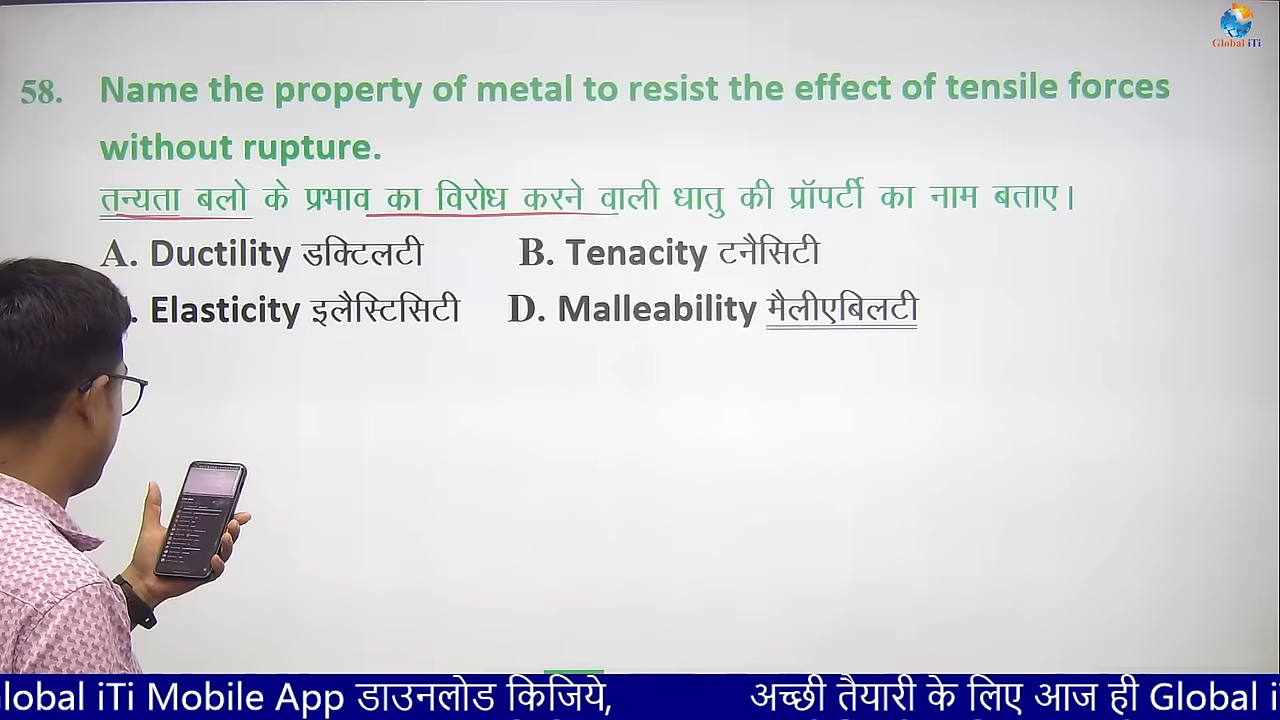 Global iTi
58. Name the property of metal to resist the effect of tensile forces
without rupture.
तन्यता बलो के प्रभाव का विरोध करने वाली धातु की प्रॉपर्टी का नाम बताए।
A. Ductility डक्टिलटी B. Tenacity टनैसिटी
. Elasticity इलैस्टिसिटी D. Malleability मैलीएबिलटी
lobal iTi Mobile App डाउनलोड किजिये, अच्छी तैयारी के लिए आज ही Global i